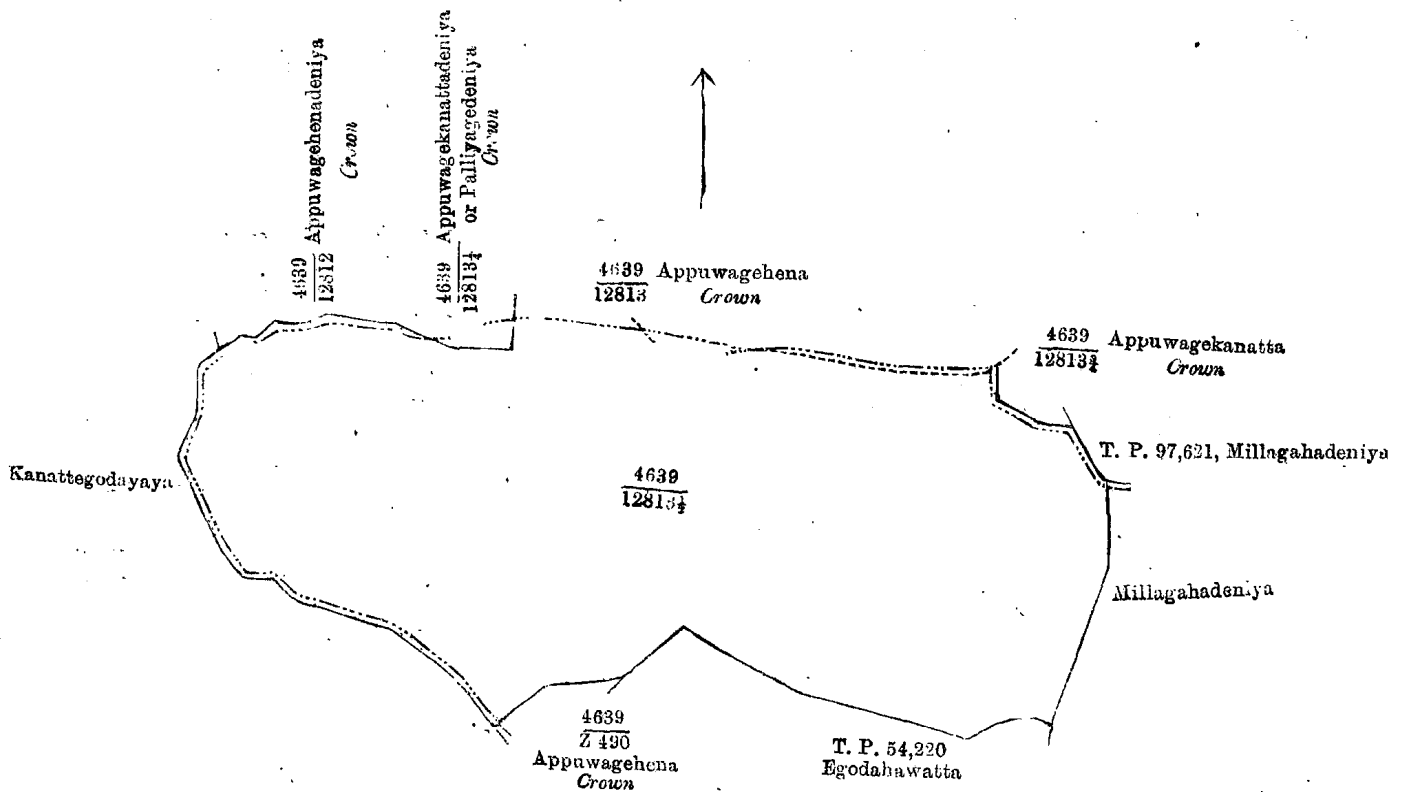 4639
12812
Appuwagehenadeniya
Crown
4639
12813¼
Appuwagekanattadeniya
or Palliyagedeniya
Crown
4639
12813
Appuwagehena
Crown
4639
12813¾
Appuwagekanatta
Crown
T. P. 97,621, Millagahadeniya
Kanattegodayaya
4639
12813½
Millagahadeniya
4639
Z 490
Appuwagehena
Crown
T. P. 54,220
Egodahawatta